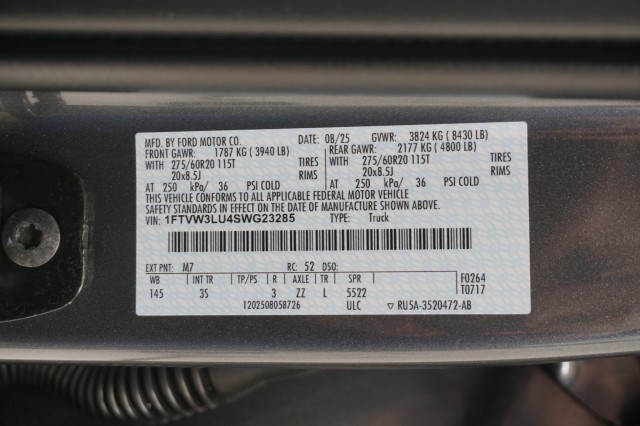 MFD. BY FORD MOTOR CO. DATE: 08/25 GVWR: 3824 KG ( 8430 LB)
FRONT GAWR: 1787 KG ( 3940 LB) REAR GAWR: 2177 KG ( 4800 LB)
WITH 275/60R20 115T TIRES WITH 275/60R20 115T TIRES
20x8.5J RIMS 20x8.5J RIMS
AT 250 kPa/ 36 PSI COLD AT 250 kPa/ 36 PSI COLD
THIS VEHICLE CONFORMS TO ALL APPLICABLE FEDERAL MOTOR VEHICLE
SAFETY STANDARDS IN EFFECT ON THE DATE OF MANUFACTURE SHOWN ABOVE.
VIN: 1FTVW3LU4SWG23285 TYPE: Truck
EXT PNT: M7 RC: 52 DSO:
WB INT TR TP/PS R AXLE TR SPR F0264
145 3S 3 ZZ L 5522 T0717
1202508058726 ULC ▽ RU5A-3520472-AB